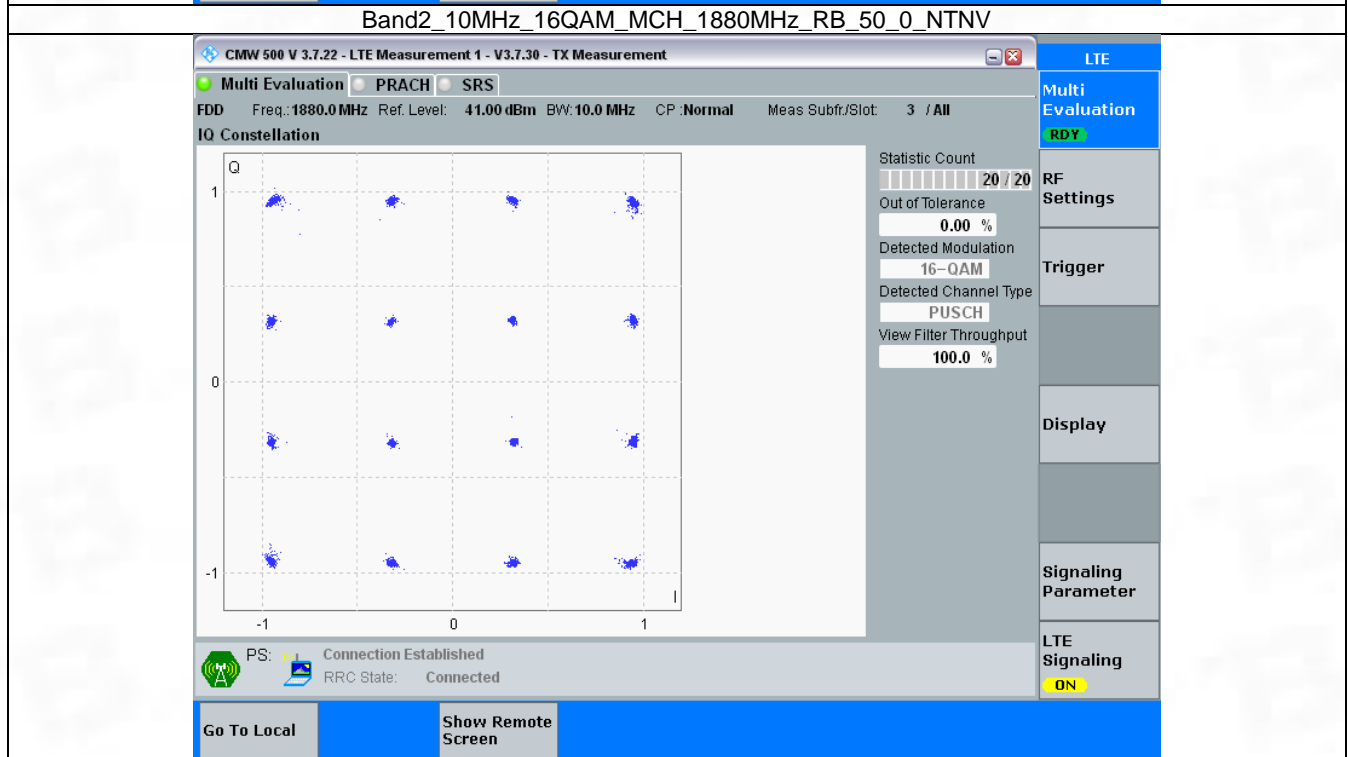 Band2_10MHz_16QAM_MCH_1880MHz_RB_50_0_NTNV
CMW 500 V 3.7.22 - LTE Measurement 1 - V3.7.30 - TX Measurement
LTE
Multi Evaluation PRACH SRS
Multi
Evaluation
RDY
FDD Freq.: 1880.0 MHz Ref. Level: 41.00 dBm BW: 10.0 MHz CP : Normal Meas Subfr./Slot: 3 / All
IQ Constellation
Q
1
0
-1
I
-1 0 1
Statistic Count
20 / 20
Out of Tolerance
0.00 %
Detected Modulation
16-QAM
Detected Channel Type
PUSCH
View Filter Throughput
100.0 %
RF
Settings
Trigger
Display
Signaling
Parameter
LTE
Signaling
ON
PS: Connection Established
RRC State: Connected
Go To Local
Show Remote
Screen